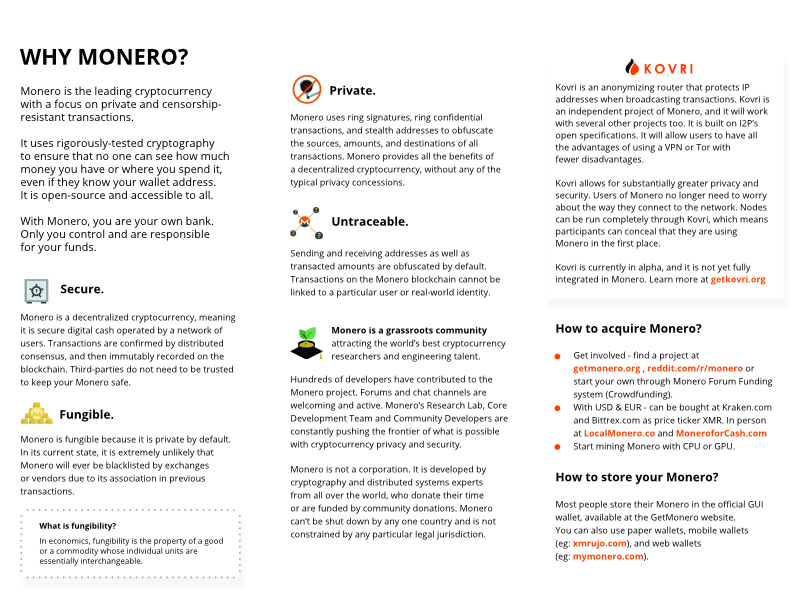 WHY MONERO?
Monero is the leading cryptocurrency
with a focus on private and censorship-
resistant transactions.
It uses rigorously-tested cryptography
to ensure that no one can see how much
money you have or where you spend it,
even if they know your wallet address.
It is open-source and accessible to all.
With Monero, you are your own bank.
Only you control and are responsible
for your funds.
Secure.
Monero is a decentralized cryptocurrency, meaning
it is secure digital cash operated by a network of
users. Transactions are confirmed by distributed
consensus, and then immutably recorded on the
blockchain. Third-parties do not need to be trusted
to keep your Monero safe.
Fungible.
Monero is fungible because it is private by default.
In its current state, it is extremely unlikely that
Monero will ever be blacklisted by exchanges
or vendors due to its association in previous
transactions.
What is fungibility?
In economics, fungibility is the property of a good
or a commodity whose individual units are
essentially interchangeable.
Private.
Monero uses ring signatures, ring confidential
transactions, and stealth addresses to obfuscate
the sources, amounts, and destinations of all
transactions. Monero provides all the benefits of
a decentralized cryptocurrency, without any of the
typical privacy concessions.
Untraceable.
Sending and receiving addresses as well as
transacted amounts are obfuscated by default.
Transactions on the Monero blockchain cannot be
linked to a particular user or real-world identity.
Monero is a grassroots community
attracting the world's best cryptocurrency
researchers and engineering talent.
Hundreds of developers have contributed to the
Monero project. Forums and chat channels are
welcoming and active. Monero's Research Lab, Core
Development Team and Community Developers are
constantly pushing the frontier of what is possible
with cryptocurrency privacy and security.
Monero is not a corporation. It is developed by
cryptography and distributed systems experts
from all over the world, who donate their time
or are funded by community donations. Monero
can't be shut down by any one country and is not
constrained by any particular legal jurisdiction.
KOVRI
Kovri is an anonymizing router that protects IP
addresses when broadcasting transactions. Kovri is
an independent project of Monero, and it will work
with several other projects too. It is built on I2P's
open specifications. It will allow users to have all
the advantages of using a VPN or Tor with
fewer disadvantages.
Kovri allows for substantially greater privacy and
security. Users of Monero no longer need to worry
about the way they connect to the network. Nodes
can be run completely through Kovri, which means
participants can conceal that they are using
Monero in the first place.
Kovri is currently in alpha, and it is not yet fully
integrated in Monero. Learn more at getkovri.org
How to acquire Monero?
Get involved - find a project at
getmonero.org , reddit.com/r/monero or
start your own through Monero Forum Funding
system (Crowdfunding).
With USD & EUR - can be bought at Kraken.com
and Bittrex.com as price ticker XMR. In person
at LocalMonero.co and MoneroforCash.com
Start mining Monero with CPU or GPU.
How to store your Monero?
Most people store their Monero in the official GUI
wallet, available at the GetMonero website.
You can also use paper wallets, mobile wallets
(eg: xmrujo.com), and web wallets
(eg: mymonero.com).